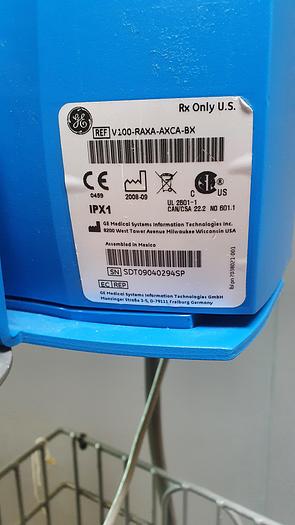 Rx Only U.S.
GE
REF V100-RAXA-AXCA-BX
CE
0459
2008-09
C US
IPX1
UL 2601-1
CAN/CSA 22.2 NO 601.1
GE Medical Systems Information Technologies Inc.
8200 West Tower Avenue Milwaukee Wisconsin USA
Assembled in Mexico
SN SDT09040294SP
EC REP
GE Medical Systems Information Technologies GmbH
Munzinger Straße 3-5, D-79111, Freiburg Germany